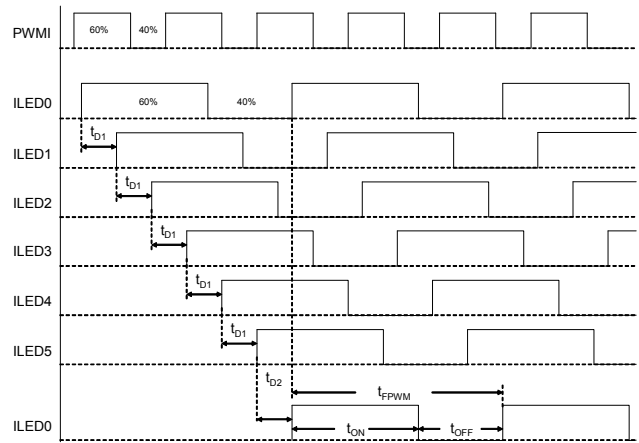 PWMI
60% 40%
ILED0
60% 40%
tD1
ILED1
tD1
ILED2
tD1
ILED3
tD1
ILED4
tD1
ILED5
tD2
tFPWM
tON tOFF
ILED0